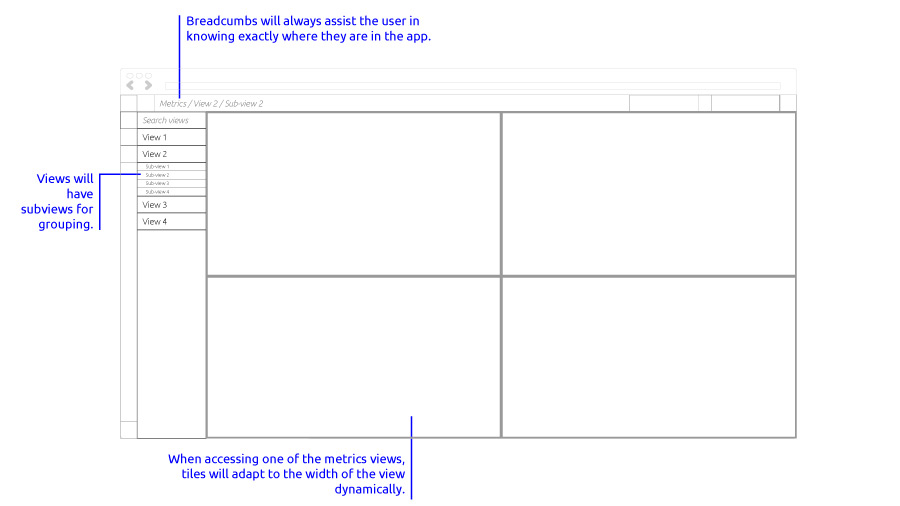 Breadcumbs will always assist the user in
knowing exactly where they are in the app.
Metrics / View 2 / Sub-view 2
Search views
View 1
View 2
Sub-view 1
Sub-view 2
Sub-view 3
Sub-view 4
View 3
View 4
Views will
have
subviews for
grouping.
When accessing one of the metrics views,
tiles will adapt to the width of the view
dynamically.